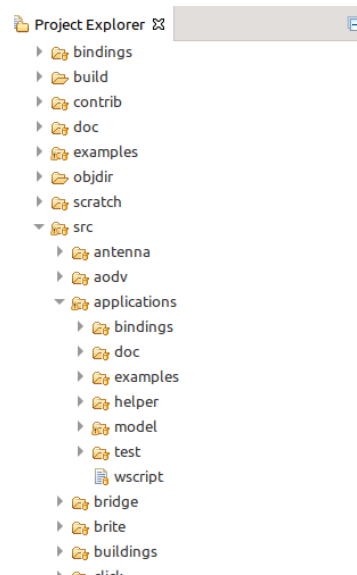 Project Explorer
bindings
build
contrib
doc
examples
objdir
scratch
src
antenna
aodv
applications
bindings
doc
examples
helper
model
test
wscript
bridge
brite
buildings
click